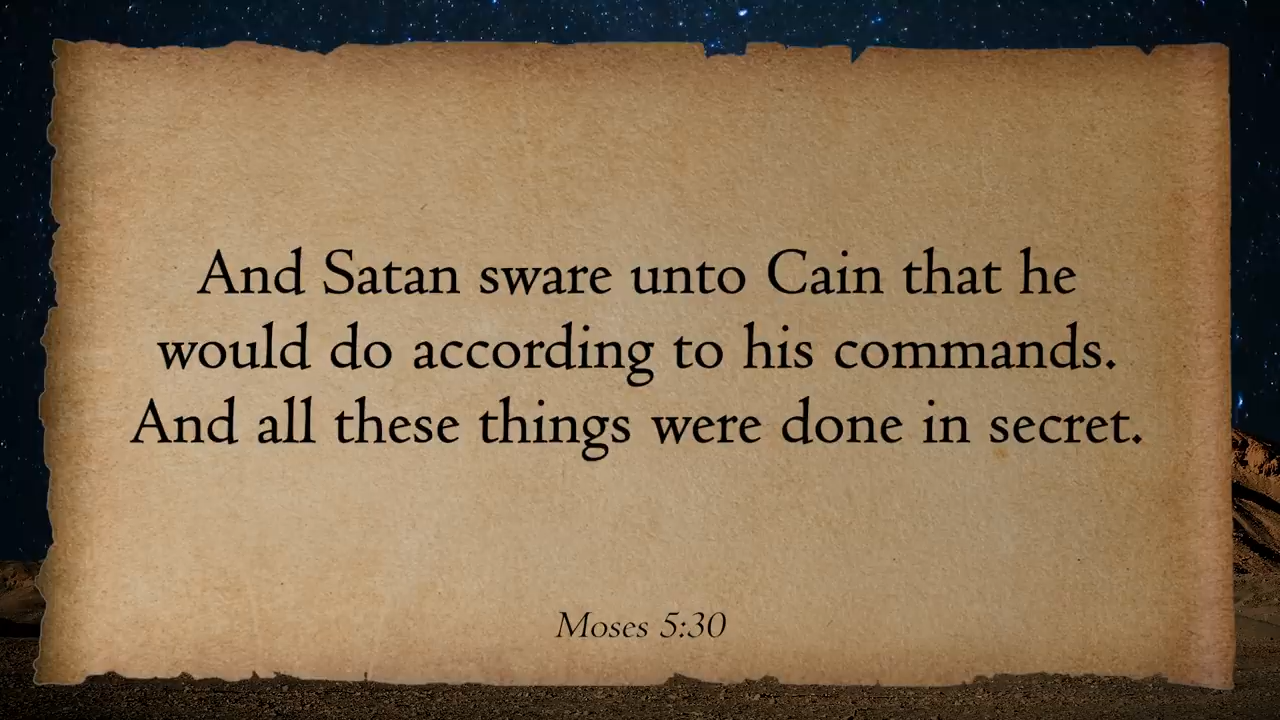 And Satan sware unto Cain that he
would do according to his commands.
And all these things were done in secret.
Moses 5:30